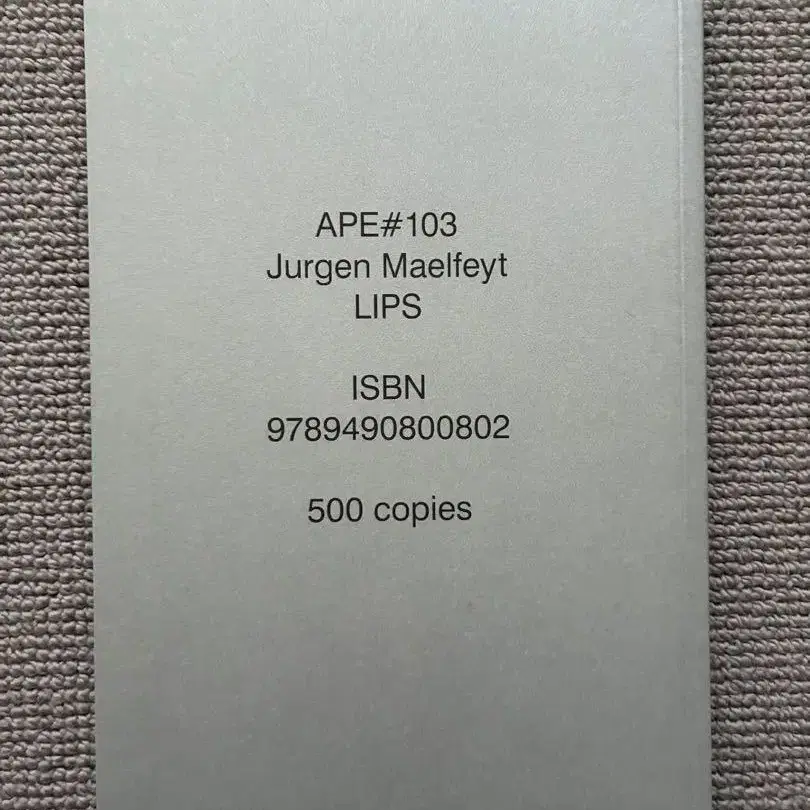 APE#103
Jurgen Maelfeyt
LIPS
ISBN
9789490800802
500 copies